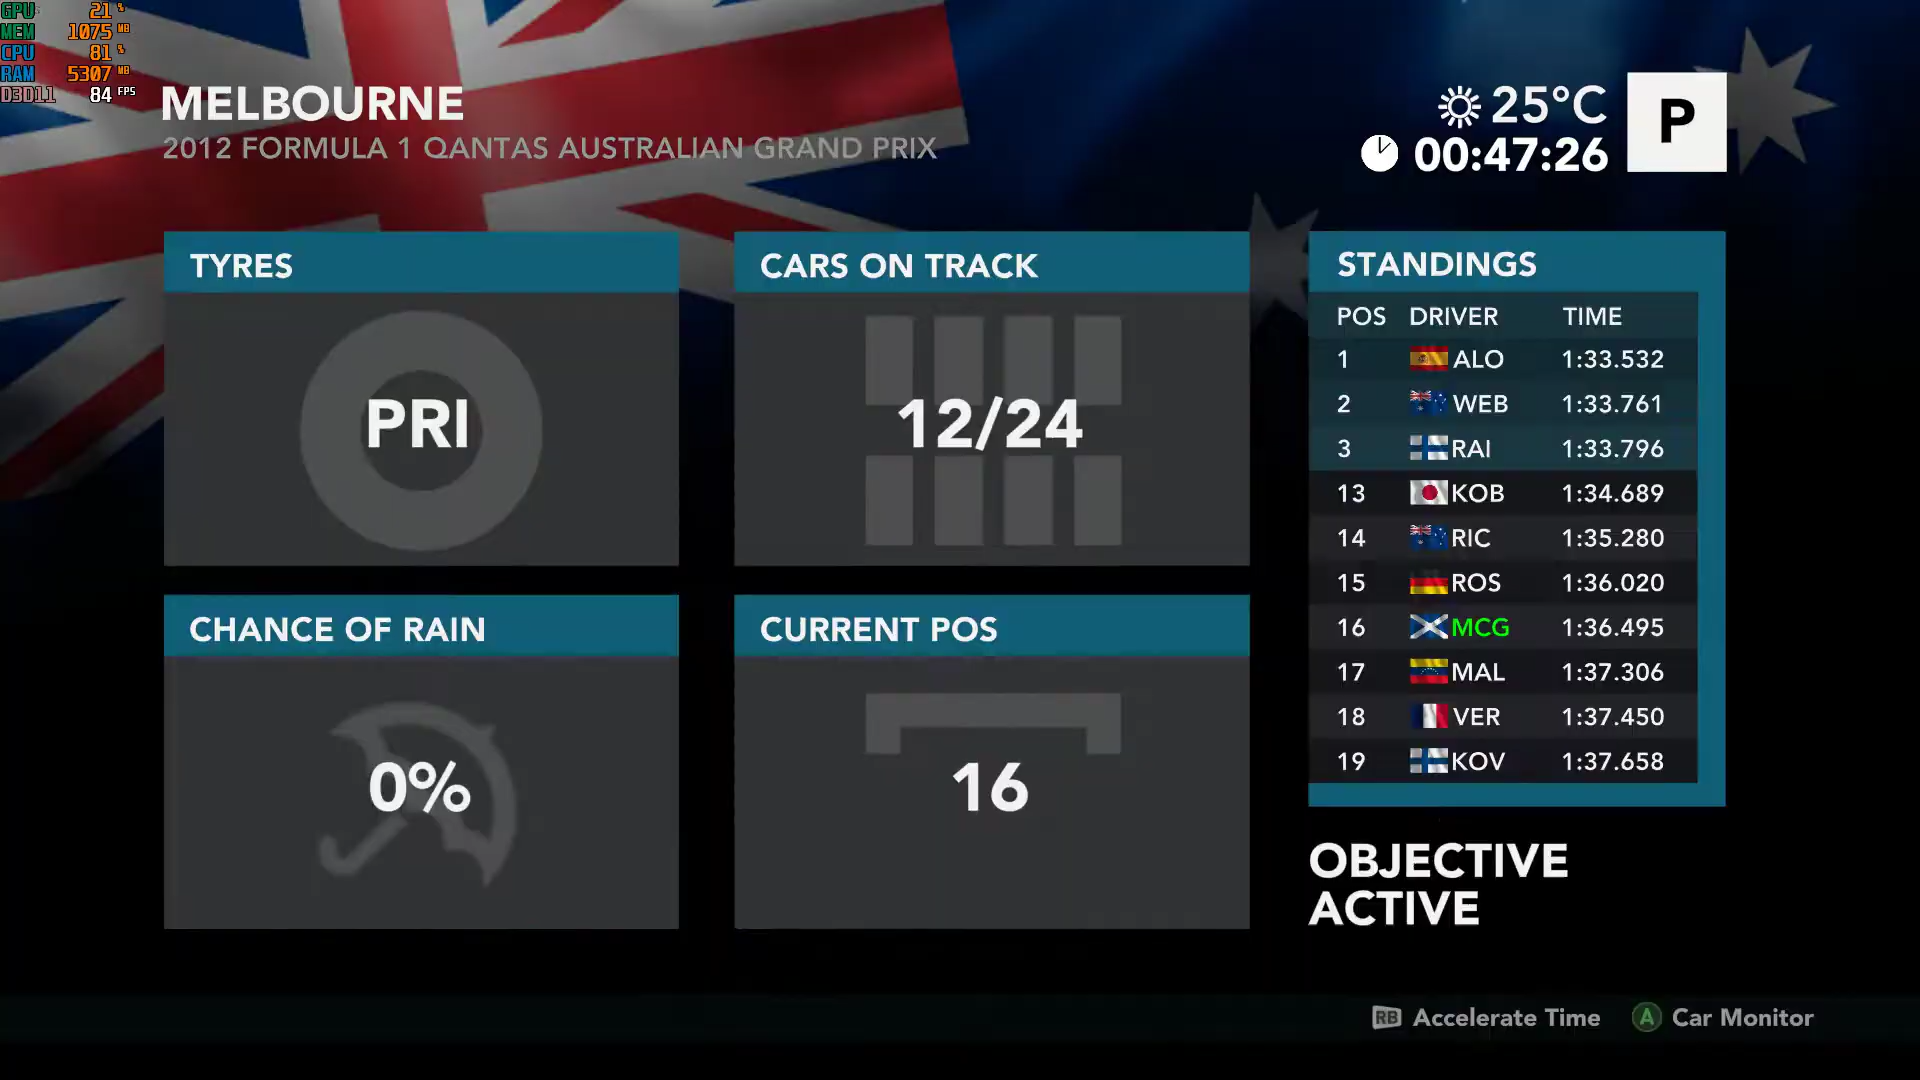 GPU 21 %
MEM 1075 MB
CPU 81 %
RAM 5307 MB
D3D11 84 FPS
MELBOURNE
2012 FORMULA 1 QANTAS AUSTRALIAN GRAND PRIX
25°C
00:47:26
P
TYRES
PRI
CARS ON TRACK
12/24
CHANCE OF RAIN
0%
CURRENT POS
16
STANDINGS
POS DRIVER TIME
1 ALO 1:33.532
2 WEB 1:33.761
3 RAI 1:33.796
13 KOB 1:34.689
14 RIC 1:35.280
15 ROS 1:36.020
16 MCG 1:36.495
17 MAL 1:37.306
18 VER 1:37.450
19 KOV 1:37.658
OBJECTIVE
ACTIVE
RB Accelerate Time A Car Monitor